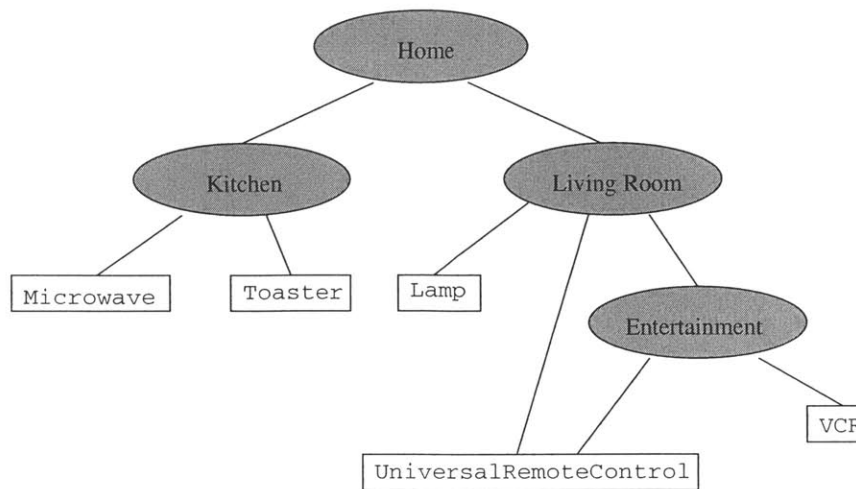 Home
Kitchen
Living Room
Microwave
Toaster
Lamp
Entertainment
VCR
UniversalRemoteControl